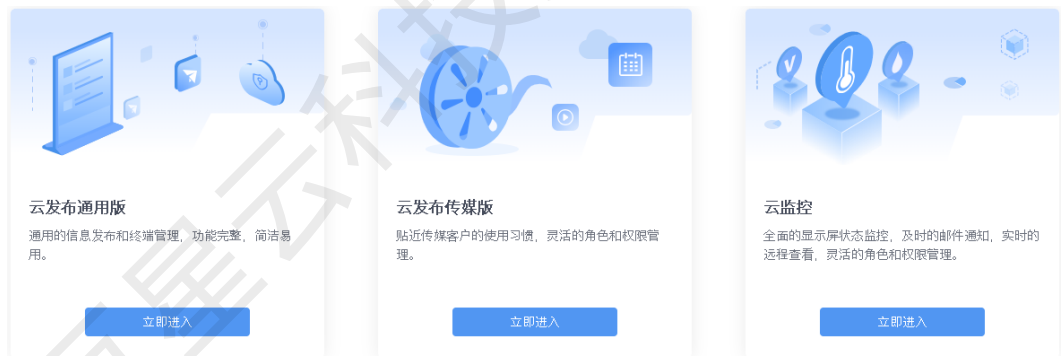 云发布通用版
通用的信息发布和终端管理，功能完整，简洁易
用。
立即进入
云发布传媒版
贴近传媒客户的使用习惯，灵活的角色和权限管
理。
立即进入
云监控
全面的显示屏状态监控，及时的邮件通知，实时的
远程查看，灵活的角色和权限管理。
立即进入
星云科技